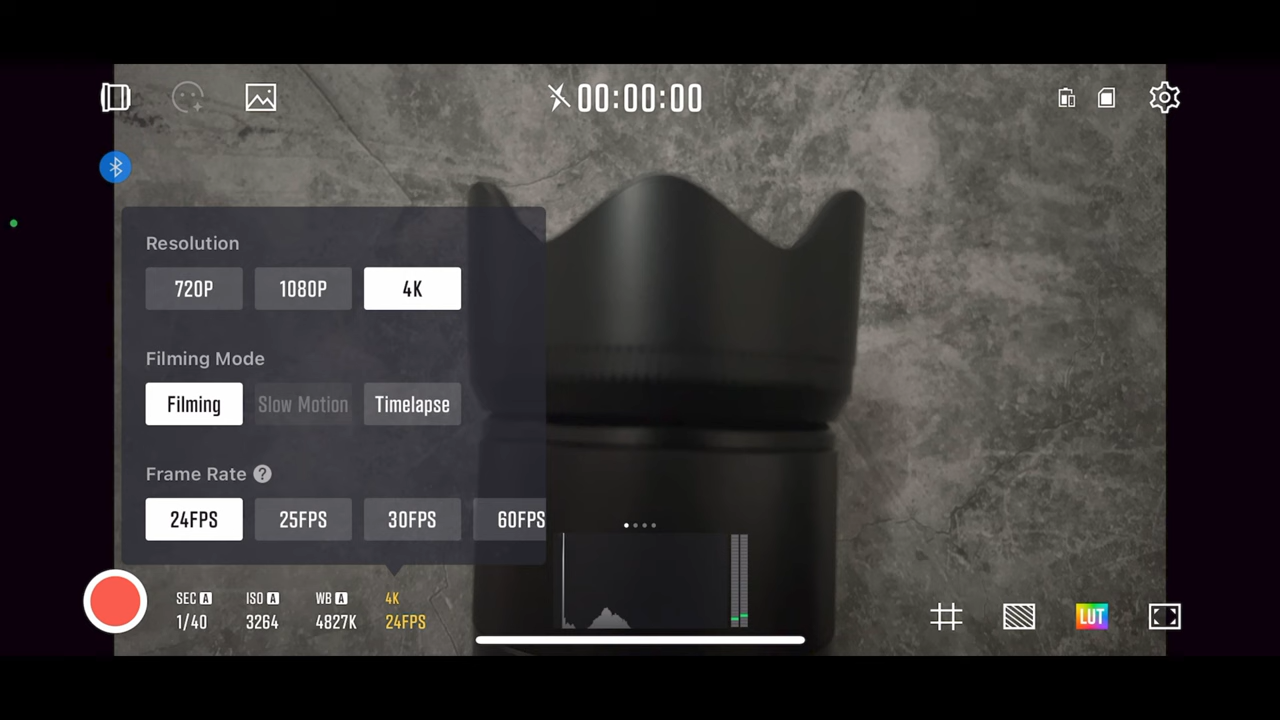 00:00:00
Resolution
720P 1080P 4K
Filming Mode
Filming Slow Motion Timelapse
Frame Rate ?
24FPS 25FPS 30FPS 60FPS
SEC A ISO A WB A 4K
1/40 3264 4827K 24FPS
LUT